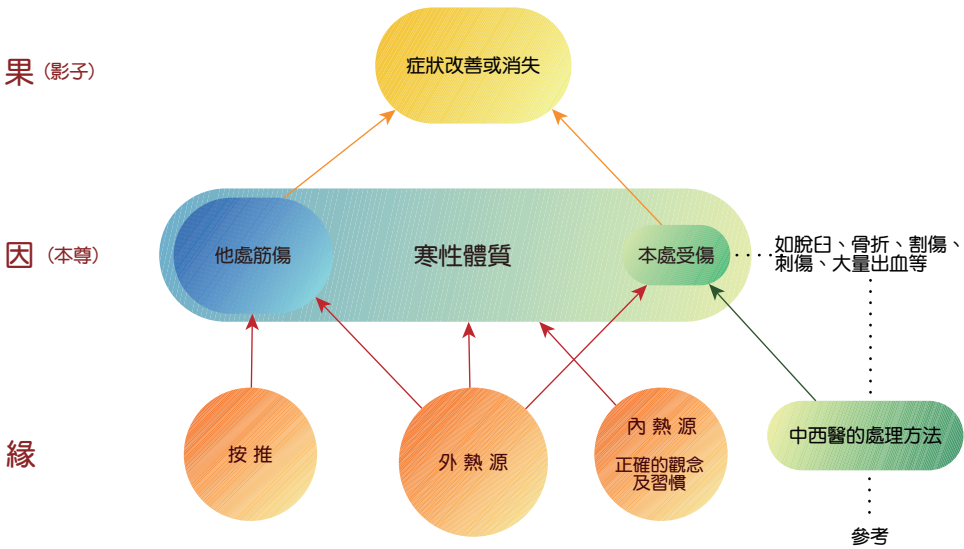 果(影子)
症狀改善或消失
因(本尊)
他處筋傷
寒性體質
本處受傷
如脫臼、骨折、割傷、
刺傷、大量出血等
緣
按推
外熱源
內熱源
正確的觀念
及習慣
中西醫的處理方法
參考